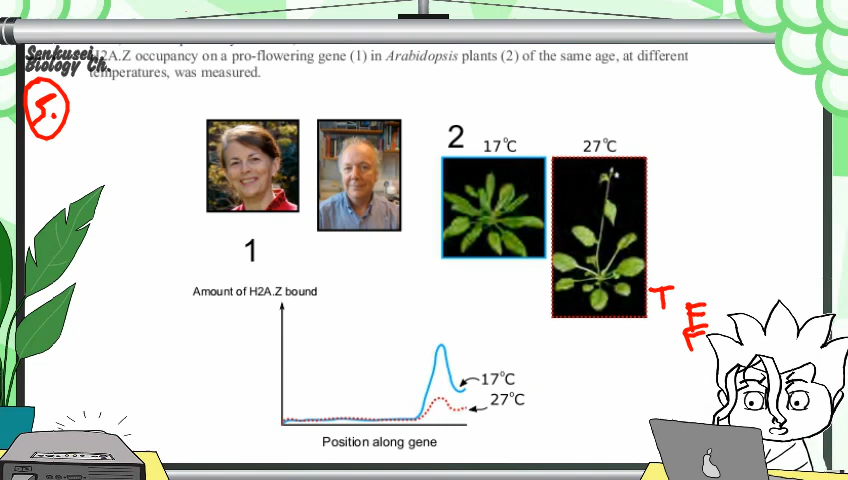 H2A.Z occupancy on a pro-flowering gene (1) in Arabidopsis plants (2) of the same age, at different
temperatures, was measured.
Senkusei
Biology Ch.
5.
2
17°C
27°C
1
T
F
F
Amount of H2A.Z bound
17°C
27°C
Position along gene